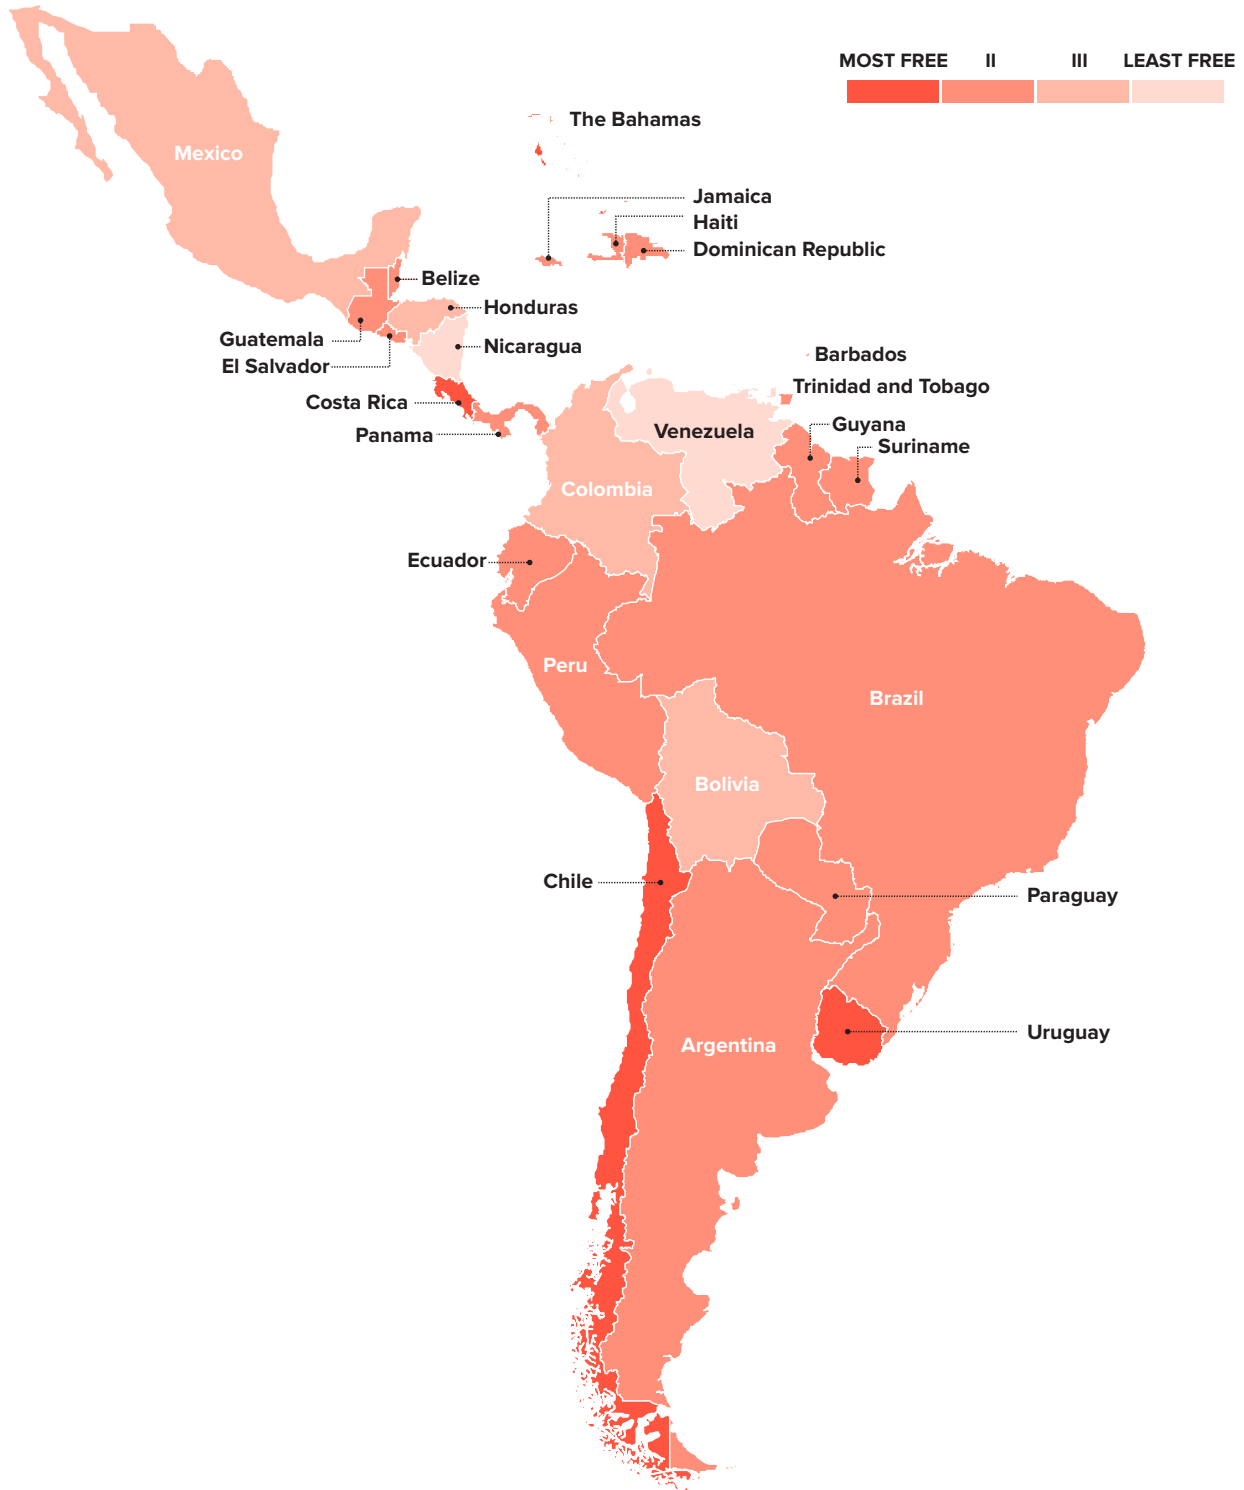 MOST FREE II III LEAST FREE
The Bahamas
Mexico
Jamaica
Haiti
Dominican Republic
Belize
Honduras
Guatemala
Nicaragua
El Salvador
Barbados
Trinidad and Tobago
Costa Rica
Guyana
Panama
Venezuela
Suriname
Colombia
Ecuador
Peru
Brazil
Bolivia
Chile
Paraguay
Uruguay
Argentina